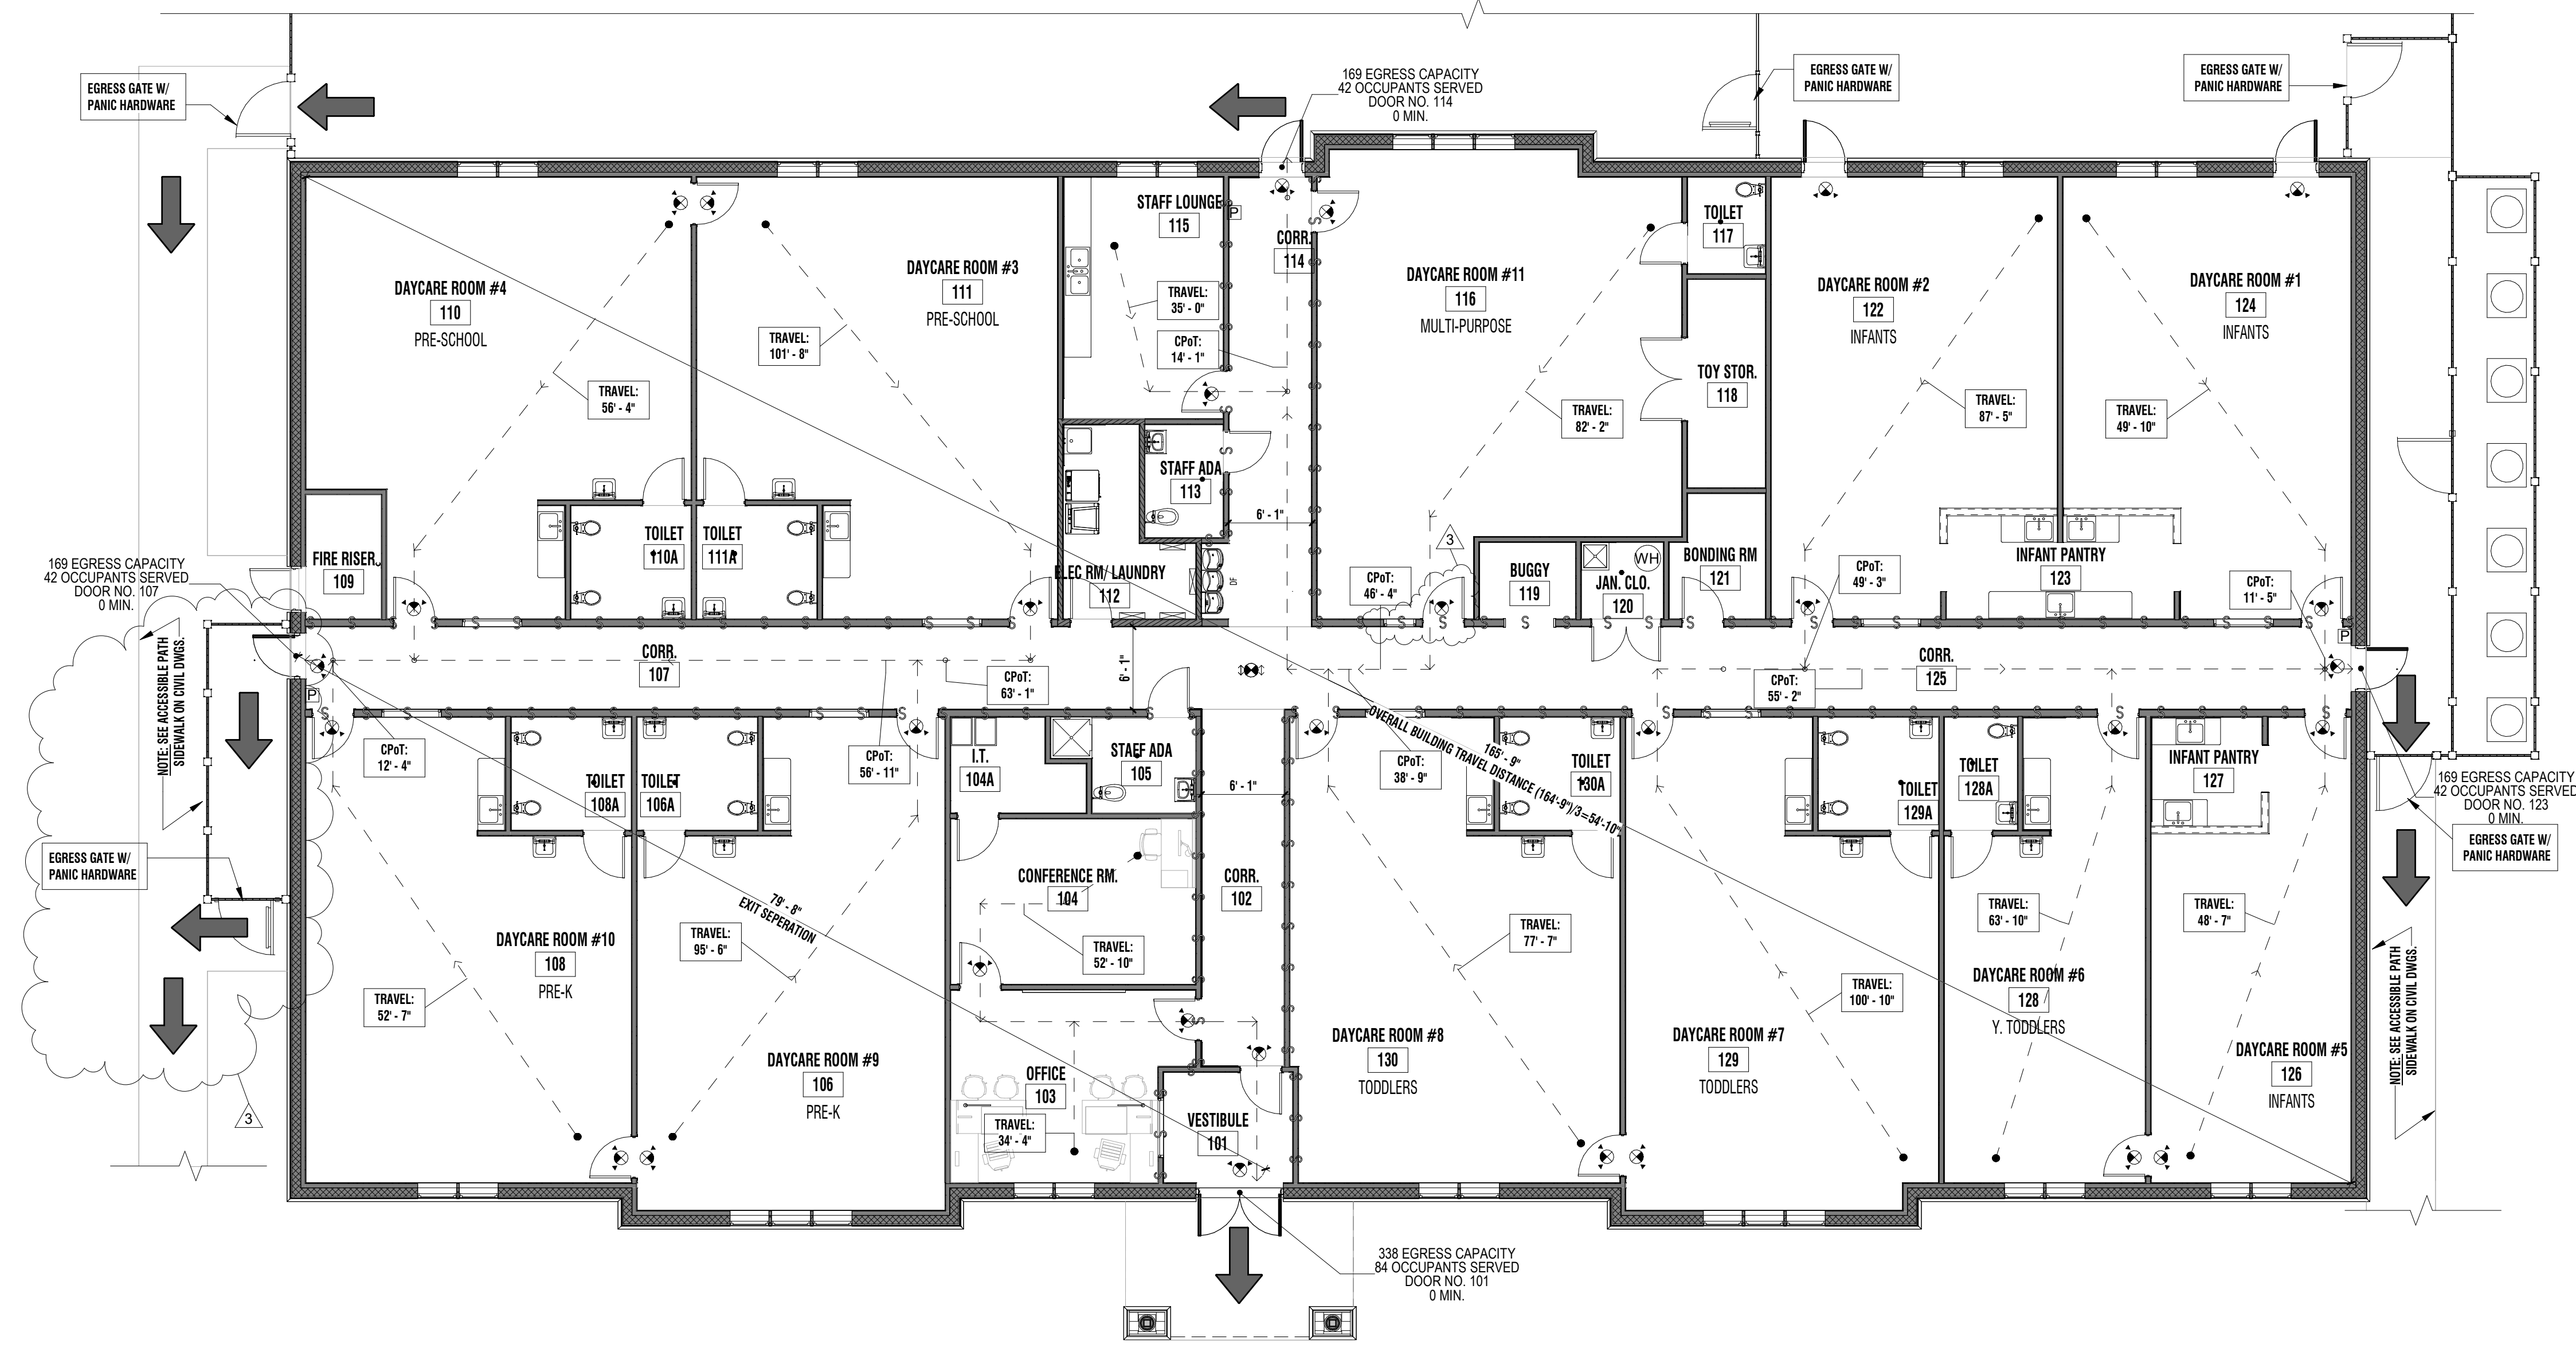 169 EGRESS CAPACITY
42 OCCUPANTS SERVED
DOOR NO. 114
0 MIN.
EGRESS GATE W/
PANIC HARDWARE
EGRESS GATE W/
PANIC HARDWARE
EGRESS GATE W/
PANIC HARDWARE
STAFF LOUNGE
115
P
CORR.
114
TOILET
117
DAYCARE ROOM #4
110
PRE-SCHOOL
DAYCARE ROOM #3
111
PRE-SCHOOL
DAYCARE ROOM #11
116
MULTI-PURPOSE
DAYCARE ROOM #2
122
INFANTS
DAYCARE ROOM #1
124
INFANTS
TRAVEL:
35' - 0"
CPoT:
14' - 1"
TRAVEL:
101' - 8"
TRAVEL:
56' - 4"
TOY STOR.
118
TRAVEL:
82' - 2"
TRAVEL:
87' - 5"
TRAVEL:
49' - 10"
STAFF ADA
113
6' - 1"
TOILET
110A
TOILET
111A
3
FIRE RISER
109
ELEC RM/ LAUNDRY
112
DF
CPoT:
46' - 4"
BUGGY
119
WH
JAN. CLO.
120
BONDING RM
121
CPoT:
49' - 3"
INFANT PANTRY
123
CPoT:
11' - 5"
169 EGRESS CAPACITY
42 OCCUPANTS SERVED
DOOR NO. 107
0 MIN.
NOTE: SEE ACCESSIBLE PATH
SIDEWALK ON CIVIL DWGS.
P
CORR.
107
6' - 1"
CPoT:
63' - 1"
CPoT:
55' - 2"
CORR.
125
P
CPoT:
12' - 4"
CPoT:
56' - 11"
CPoT:
38' - 9"
165' - 9"
OVERALL BUILDING TRAVEL DISTANCE (164'-9")/3=54'-10"
I.T.
104A
STAFF ADA
105
6' - 1"
TOILET
108A
TOILET
106A
TOILET
130A
TOILET
129A
TOILET
128A
INFANT PANTRY
127
169 EGRESS CAPACITY
42 OCCUPANTS SERVED
DOOR NO. 123
0 MIN.
EGRESS GATE W/
PANIC HARDWARE
EGRESS GATE W/
PANIC HARDWARE
CONFERENCE RM.
104
CORR.
102
79' - 8"
EXIT SEPERATION
DAYCARE ROOM #10
108
PRE-K
TRAVEL:
95' - 6"
TRAVEL:
52' - 10"
TRAVEL:
77' - 7"
TRAVEL:
63' - 10"
TRAVEL:
48' - 7"
TRAVEL:
52' - 7"
TRAVEL:
100' - 10"
DAYCARE ROOM #6
128
Y. TODDLERS
NOTE: SEE ACCESSIBLE PATH
SIDEWALK ON CIVIL DWGS.
DAYCARE ROOM #9
106
PRE-K
OFFICE
103
TRAVEL:
34' - 4"
VESTIBULE
101
DAYCARE ROOM #8
130
TODDLERS
DAYCARE ROOM #7
129
TODDLERS
DAYCARE ROOM #5
126
INFANTS
3
338 EGRESS CAPACITY
84 OCCUPANTS SERVED
DOOR NO. 101
0 MIN.